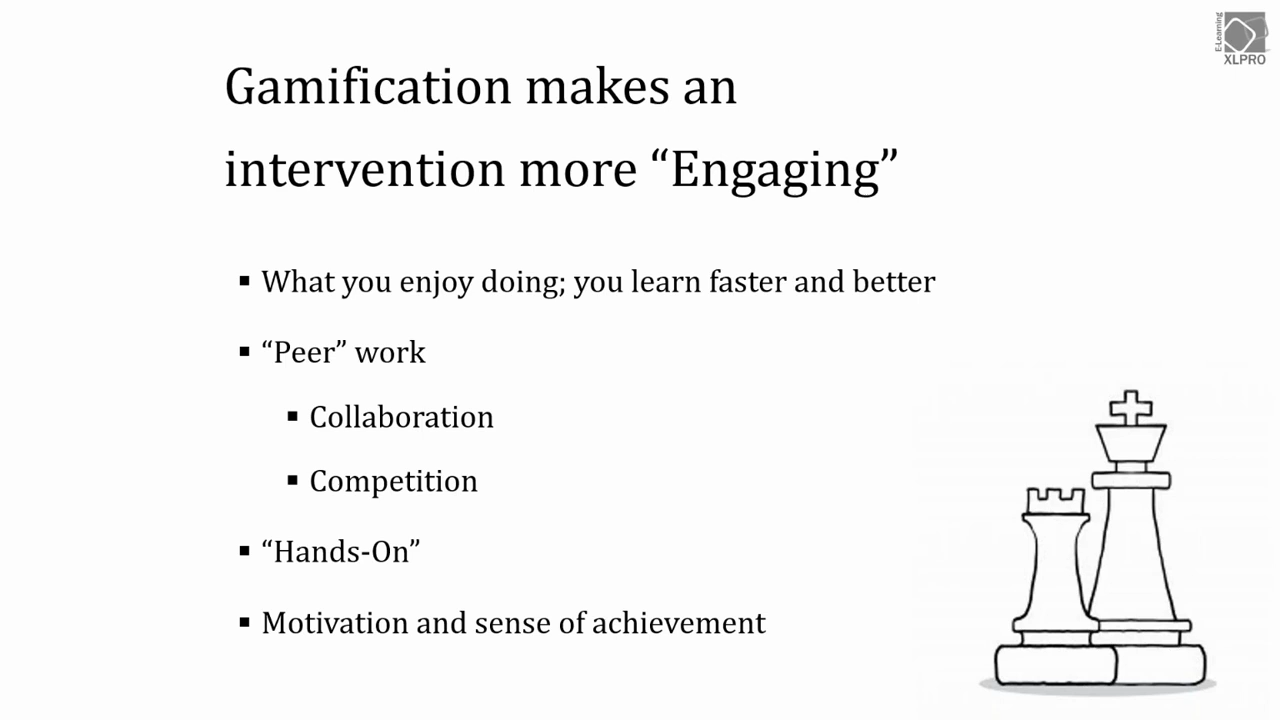 E-Learning
XLPRO
Gamification makes an
intervention more “Engaging”
▪ What you enjoy doing; you learn faster and better
▪ “Peer” work
▪ Collaboration
▪ Competition
▪ “Hands-On”
▪ Motivation and sense of achievement